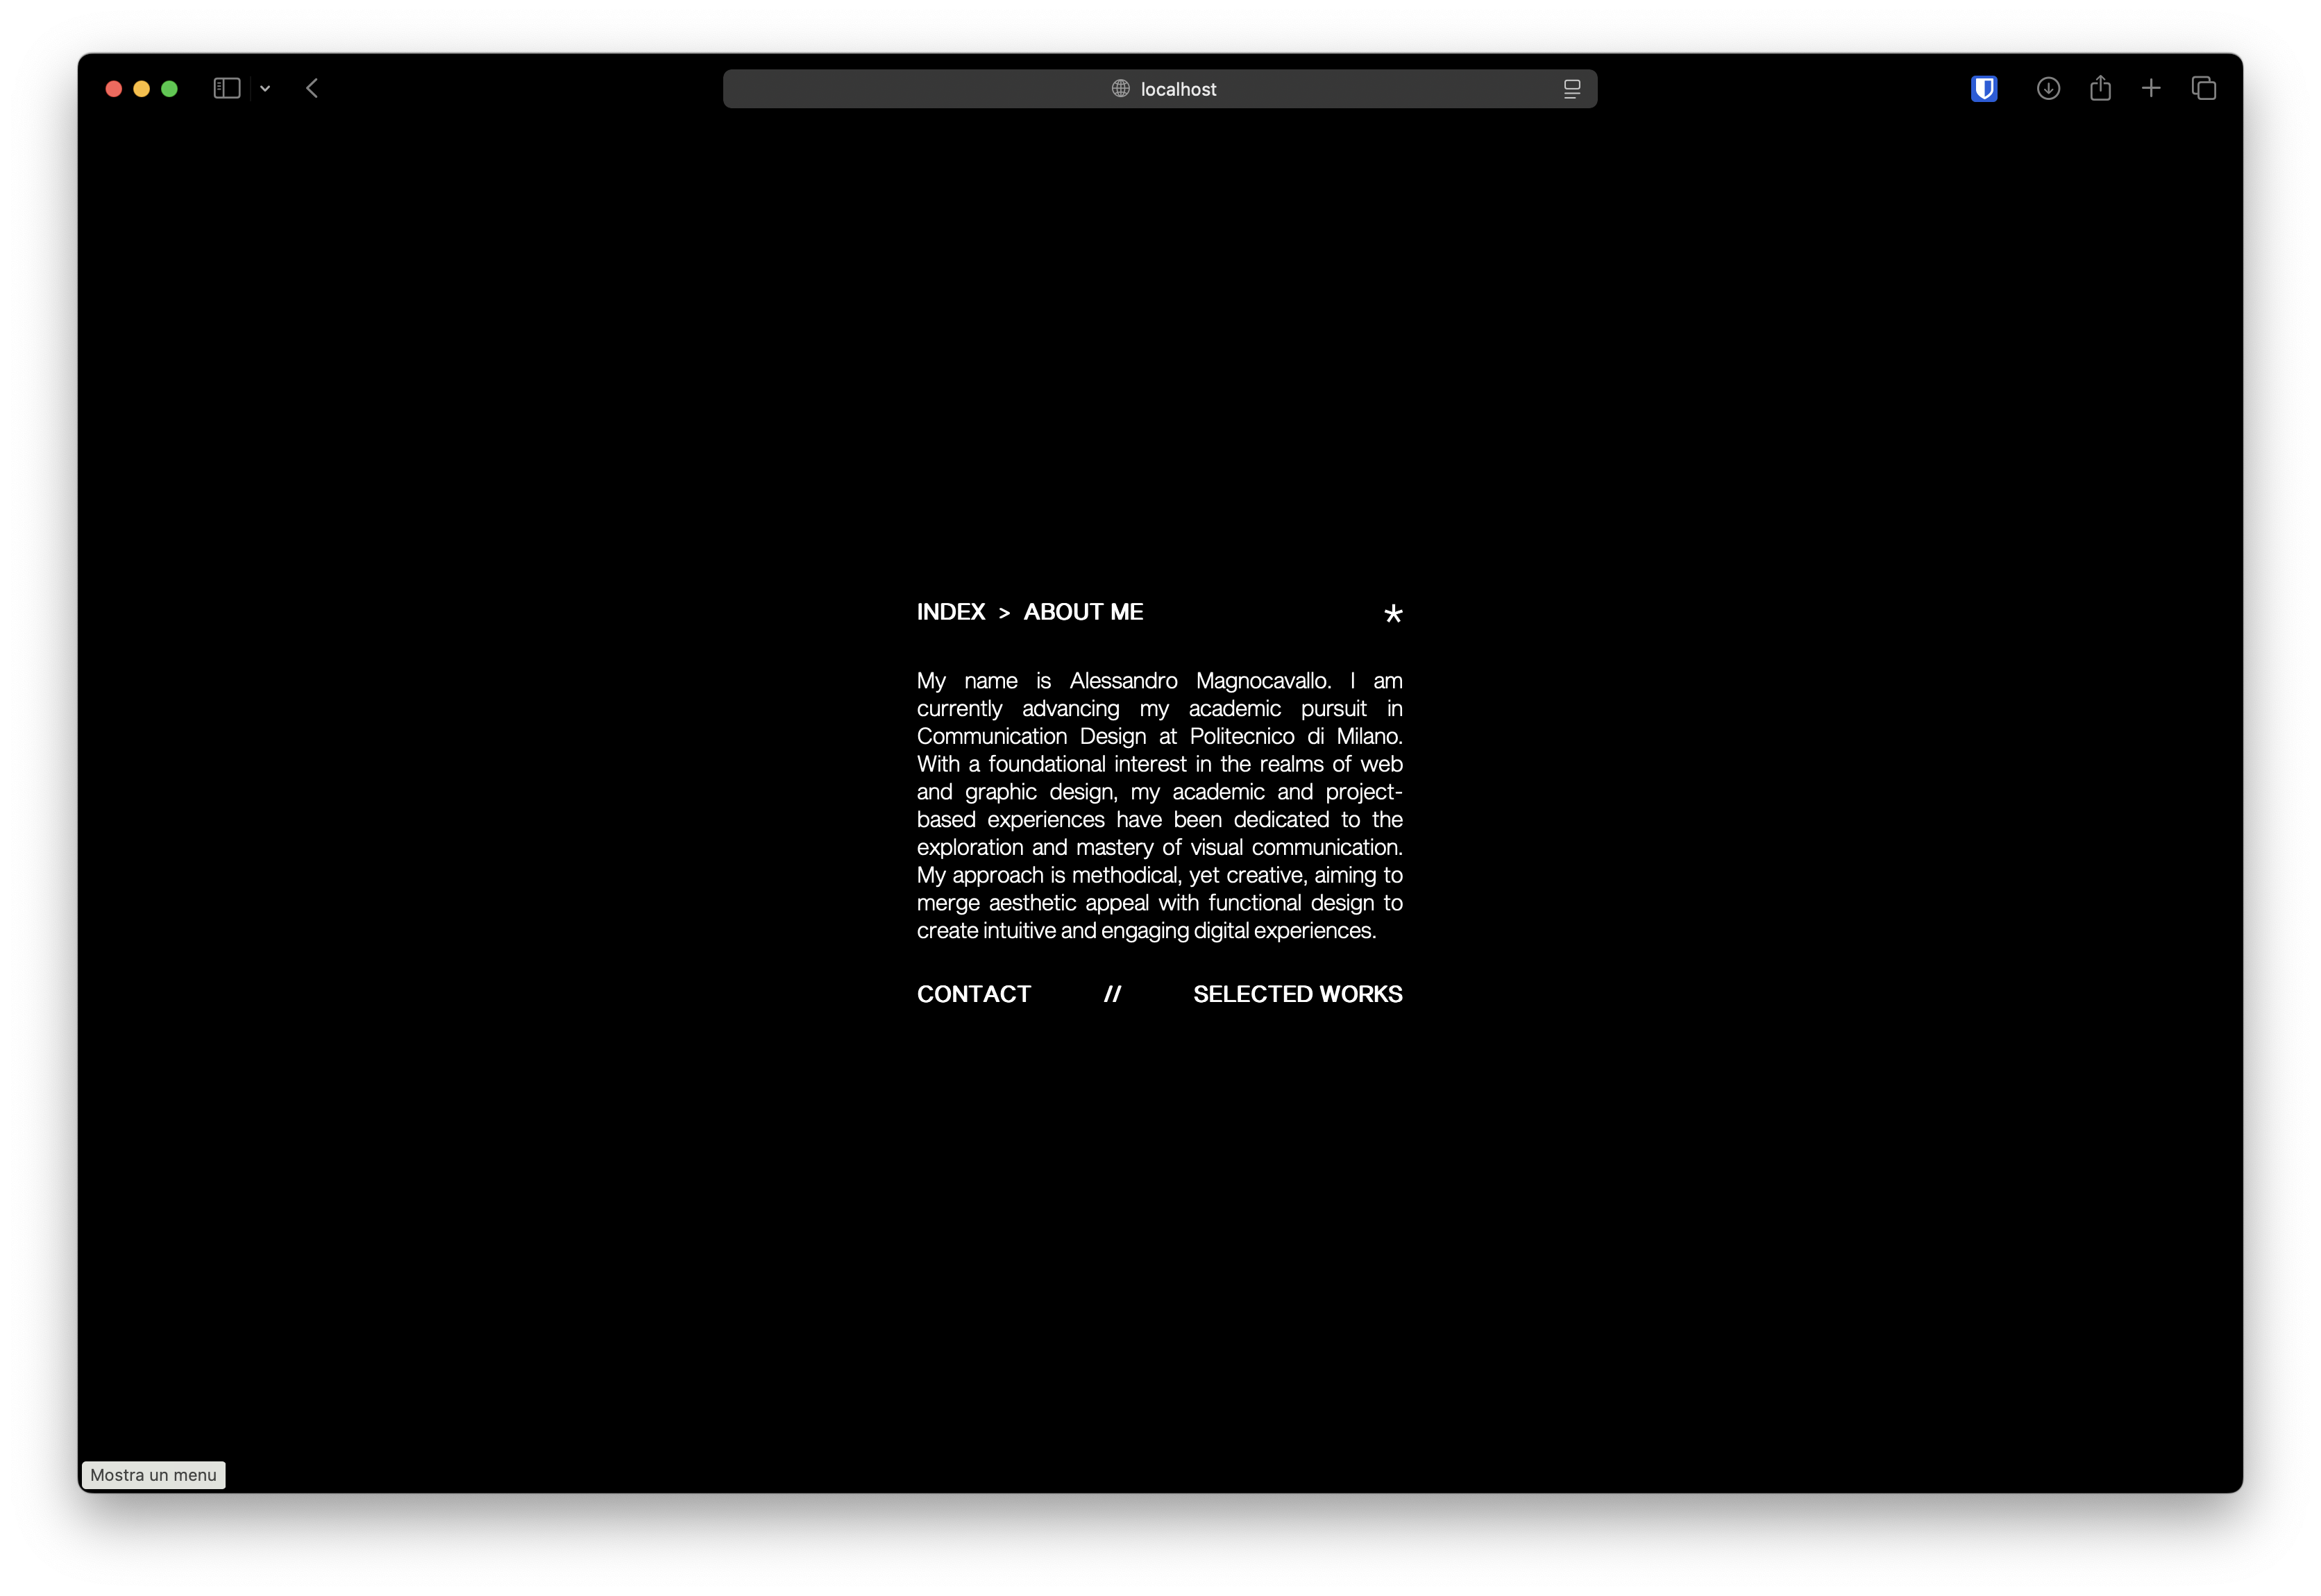 localhost
INDEX > ABOUT ME *
My name is Alessandro Magnocavallo. I am
currently advancing my academic pursuit in
Communication Design at Politecnico di Milano.
With a foundational interest in the realms of web
and graphic design, my academic and project-
based experiences have been dedicated to the
exploration and mastery of visual communication.
My approach is methodical, yet creative, aiming to
merge aesthetic appeal with functional design to
create intuitive and engaging digital experiences.
CONTACT // SELECTED WORKS
Mostra un menu